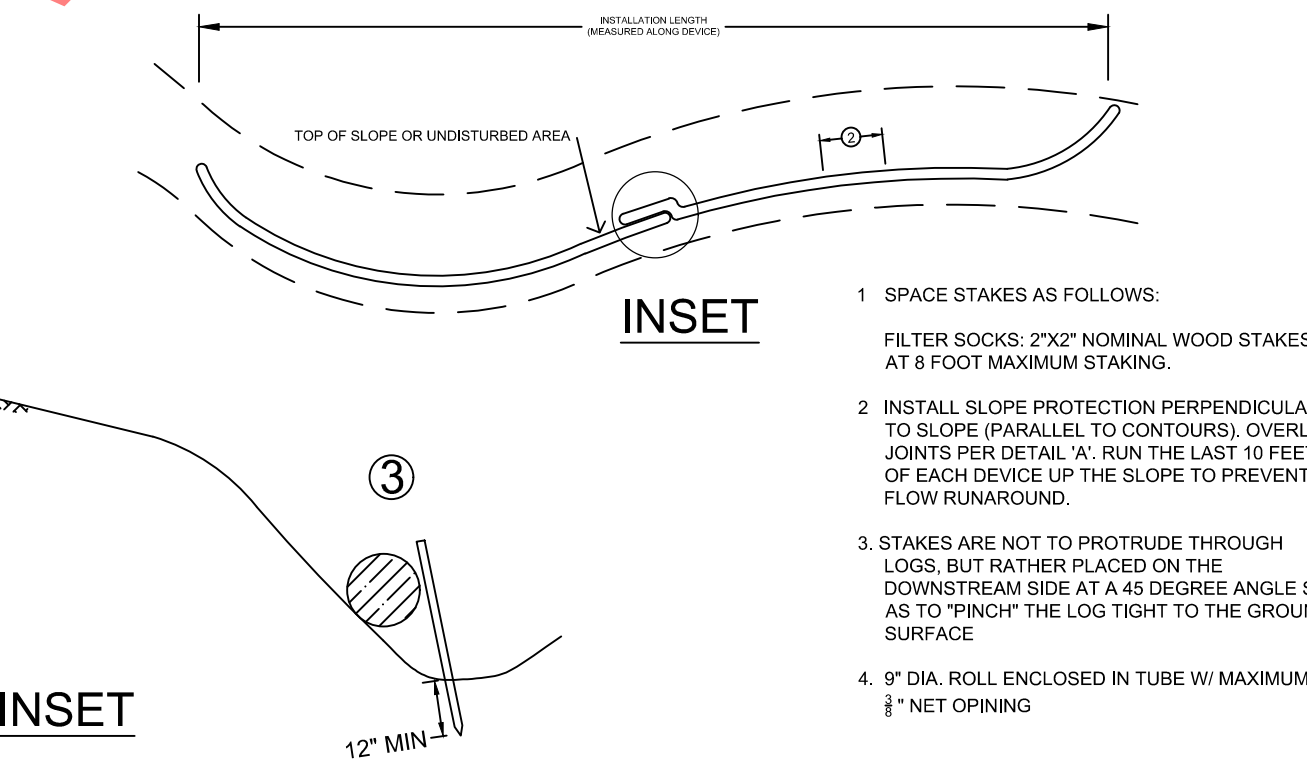 INSTALLATION LENGTH
(MEASURED ALONG DEVICE)
TOP OF SLOPE OR UNDISTURBED AREA
2
INSET
1 SPACE STAKES AS FOLLOWS:
FILTER SOCKS: 2"X2" NOMINAL WOOD STAKES
AT 8 FOOT MAXIMUM STAKING.
2 INSTALL SLOPE PROTECTION PERPENDICULA
TO SLOPE (PARALLEL TO CONTOURS). OVERL
JOINTS PER DETAIL 'A'. RUN THE LAST 10 FEET
OF EACH DEVICE UP THE SLOPE TO PREVENT
FLOW RUNAROUND.
3. STAKES ARE NOT TO PROTRUDE THROUGH
LOGS, BUT RATHER PLACED ON THE
DOWNSTREAM SIDE AT A 45 DEGREE ANGLE S
AS TO "PINCH" THE LOG TIGHT TO THE GROUN
SURFACE
4. 9" DIA. ROLL ENCLOSED IN TUBE W/ MAXIMUM
3/8 " NET OPINING
3
12" MIN
INSET